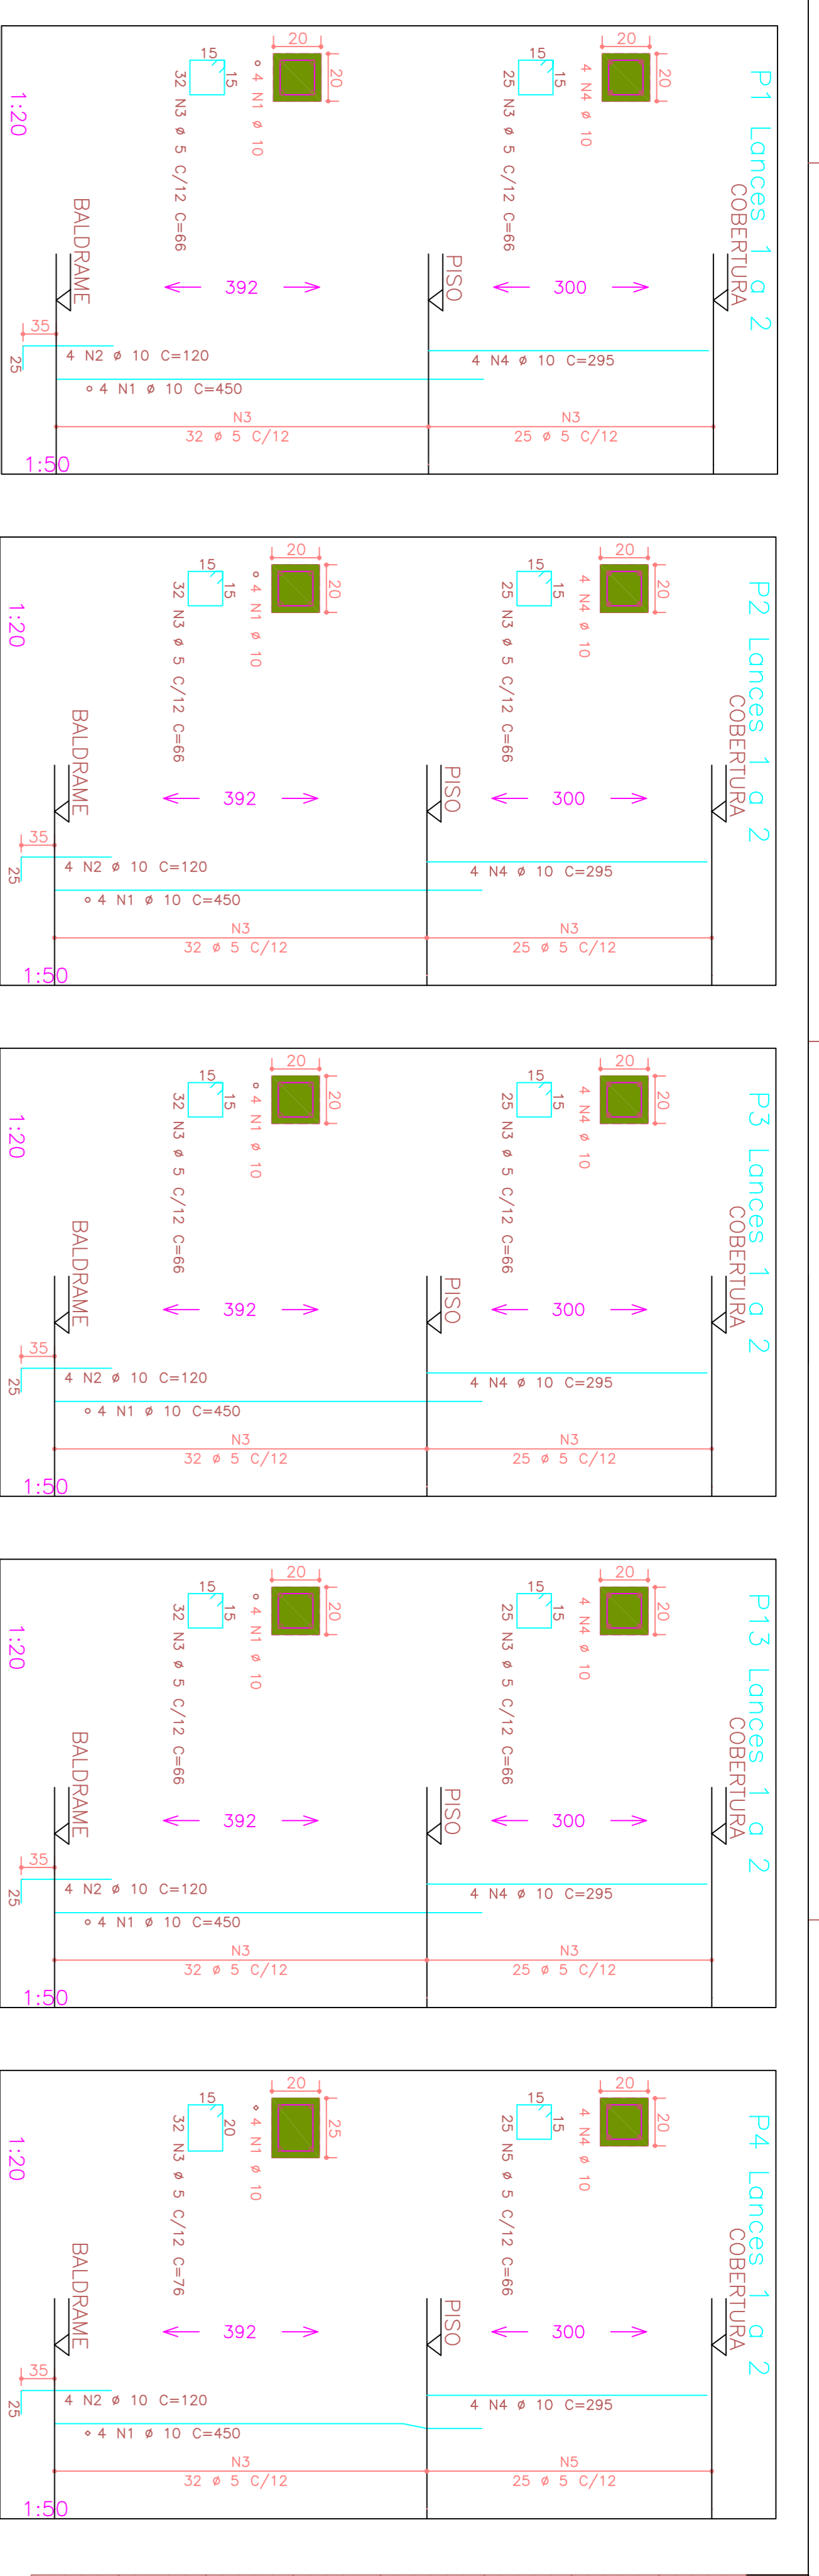 P1 Lances 1 a 2
COBERTURA
20
20
4 N4 ø 10
15
15
25 N3 ø 5 C/12 C=66
300
PISO
4 N4 ø 10 C=295
N3
25 ø 5 C/12
20
20
4 N1 ø 10
15
15
32 N3 ø 5 C/12 C=66
392
BALDRAME
35
25
4 N2 ø 10 C=120
4 N1 ø 10 C=450
N3
32 ø 5 C/12
1:20
1:50
P2 Lances 1 a 2
COBERTURA
20
20
4 N4 ø 10
15
15
25 N3 ø 5 C/12 C=66
300
PISO
4 N4 ø 10 C=295
N3
25 ø 5 C/12
20
20
4 N1 ø 10
15
15
32 N3 ø 5 C/12 C=66
392
BALDRAME
35
25
4 N2 ø 10 C=120
4 N1 ø 10 C=450
N3
32 ø 5 C/12
1:20
1:50
P3 Lances 1 a 2
COBERTURA
20
20
4 N4 ø 10
15
15
25 N3 ø 5 C/12 C=66
300
PISO
4 N4 ø 10 C=295
N3
25 ø 5 C/12
20
20
4 N1 ø 10
15
15
32 N3 ø 5 C/12 C=66
392
BALDRAME
35
25
4 N2 ø 10 C=120
4 N1 ø 10 C=450
N3
32 ø 5 C/12
1:20
1:50
P13 Lances 1 a 2
COBERTURA
20
20
4 N4 ø 10
15
15
25 N3 ø 5 C/12 C=66
300
PISO
4 N4 ø 10 C=295
N3
25 ø 5 C/12
20
20
4 N1 ø 10
15
15
32 N3 ø 5 C/12 C=66
392
BALDRAME
35
25
4 N2 ø 10 C=120
4 N1 ø 10 C=450
N3
32 ø 5 C/12
1:20
1:50
P4 Lances 1 a 2
COBERTURA
20
20
4 N4 ø 10
15
15
25 N5 ø 5 C/12 C=66
300
PISO
4 N4 ø 10 C=295
N5
25 ø 5 C/12
20
25
4 N1 ø 10
15
20
32 N3 ø 5 C/12 C=76
392
BALDRAME
35
25
4 N2 ø 10 C=120
4 N1 ø 10 C=450
N3
32 ø 5 C/12
1:20
1:50